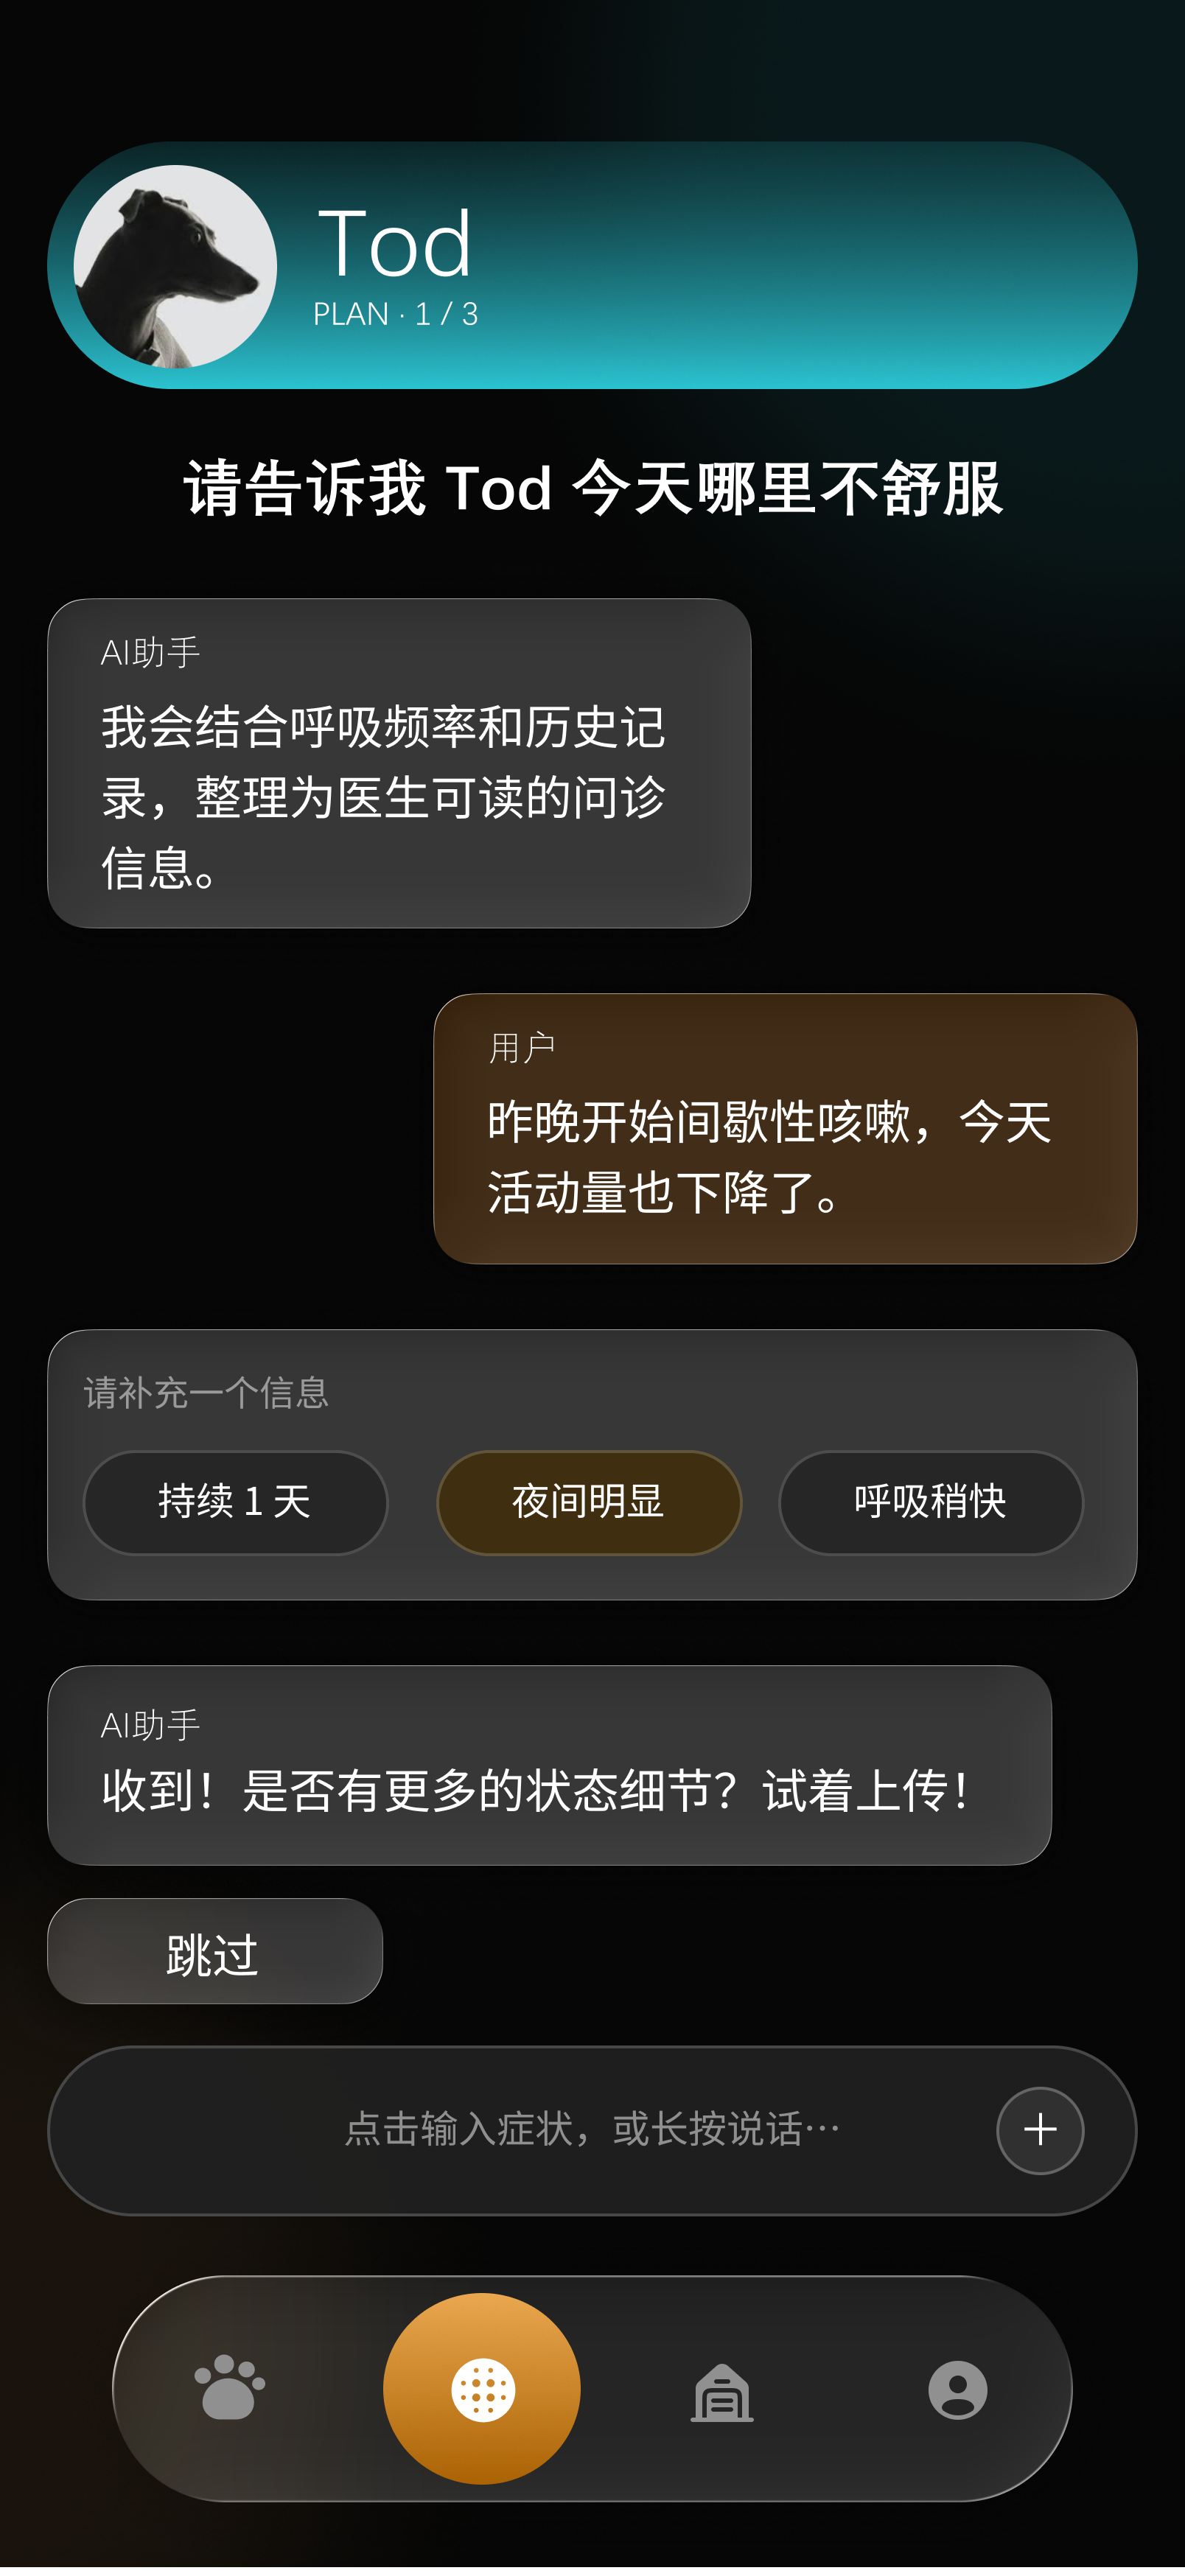 Tod
PLAN · 1 / 3
请告诉我 Tod 今天哪里不舒服
AI助手
我会结合呼吸频率和历史记
录，整理为医生可读的问诊
信息。
用户
昨晚开始间歇性咳嗽，今天
活动量也下降了。
请补充一个信息
持续 1 天
夜间明显
呼吸稍快
AI助手
收到！是否有更多的状态细节？试着上传！
跳过
点击输入症状，或长按说话…